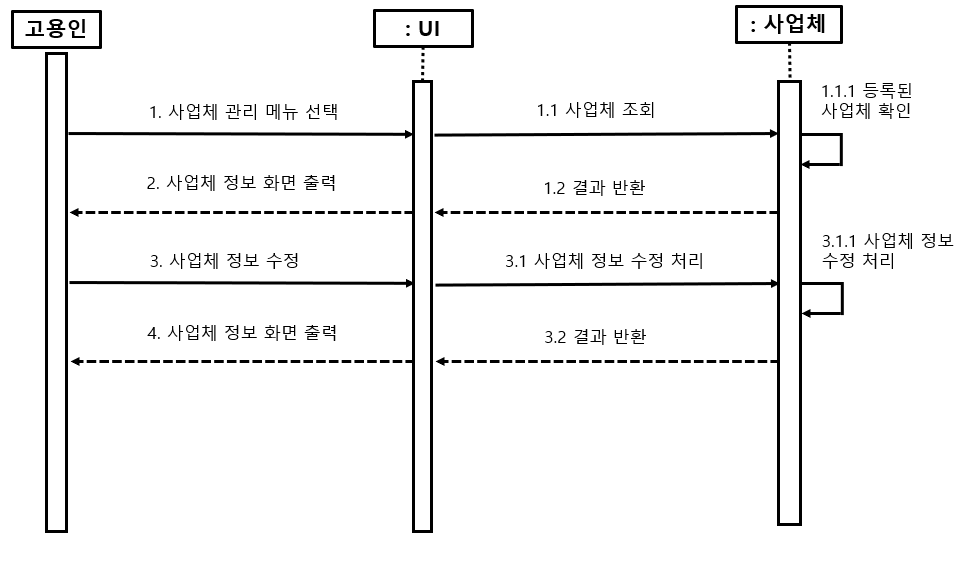 고용인
: UI
: 사업체
1. 사업체 관리 메뉴 선택
1.1 사업체 조회
1.1.1 등록된
사업체 확인
2. 사업체 정보 화면 출력
1.2 결과 반환
3. 사업체 정보 수정
3.1 사업체 정보 수정 처리
3.1.1 사업체 정보
수정 처리
4. 사업체 정보 화면 출력
3.2 결과 반환